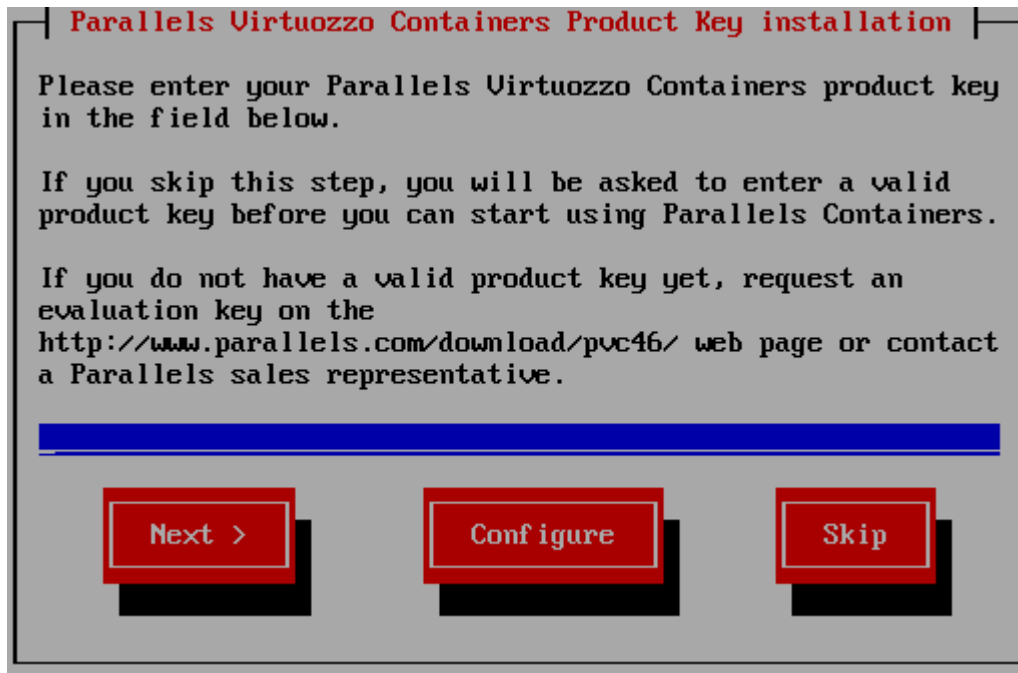 Parallels Virtuozzo Containers Product Key installation
Please enter your Parallels Virtuozzo Containers product key
in the field below.
If you skip this step, you will be asked to enter a valid
product key before you can start using Parallels Containers.
If you do not have a valid product key yet, request an
evaluation key on the
http://www.parallels.com/download/pvc46/ web page or contact
a Parallels sales representative.
Next > Configure Skip